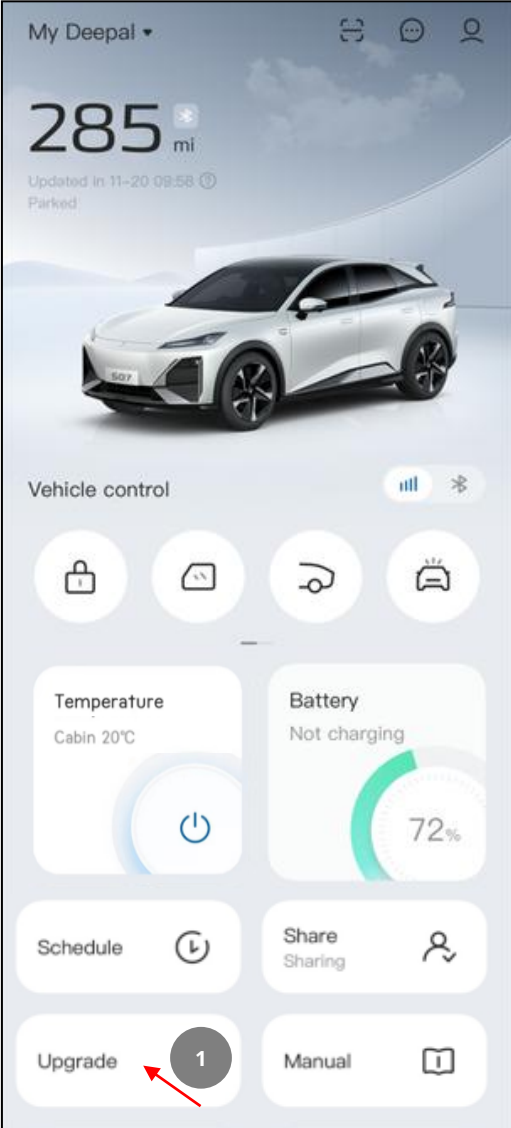 My Deepal
285 mi
Updated in 11-20 09:58
Parked
S07
Vehicle control
Temperature
Cabin 20℃
Battery
Not charging
72%
Schedule
Share
Sharing
Upgrade
1
Manual